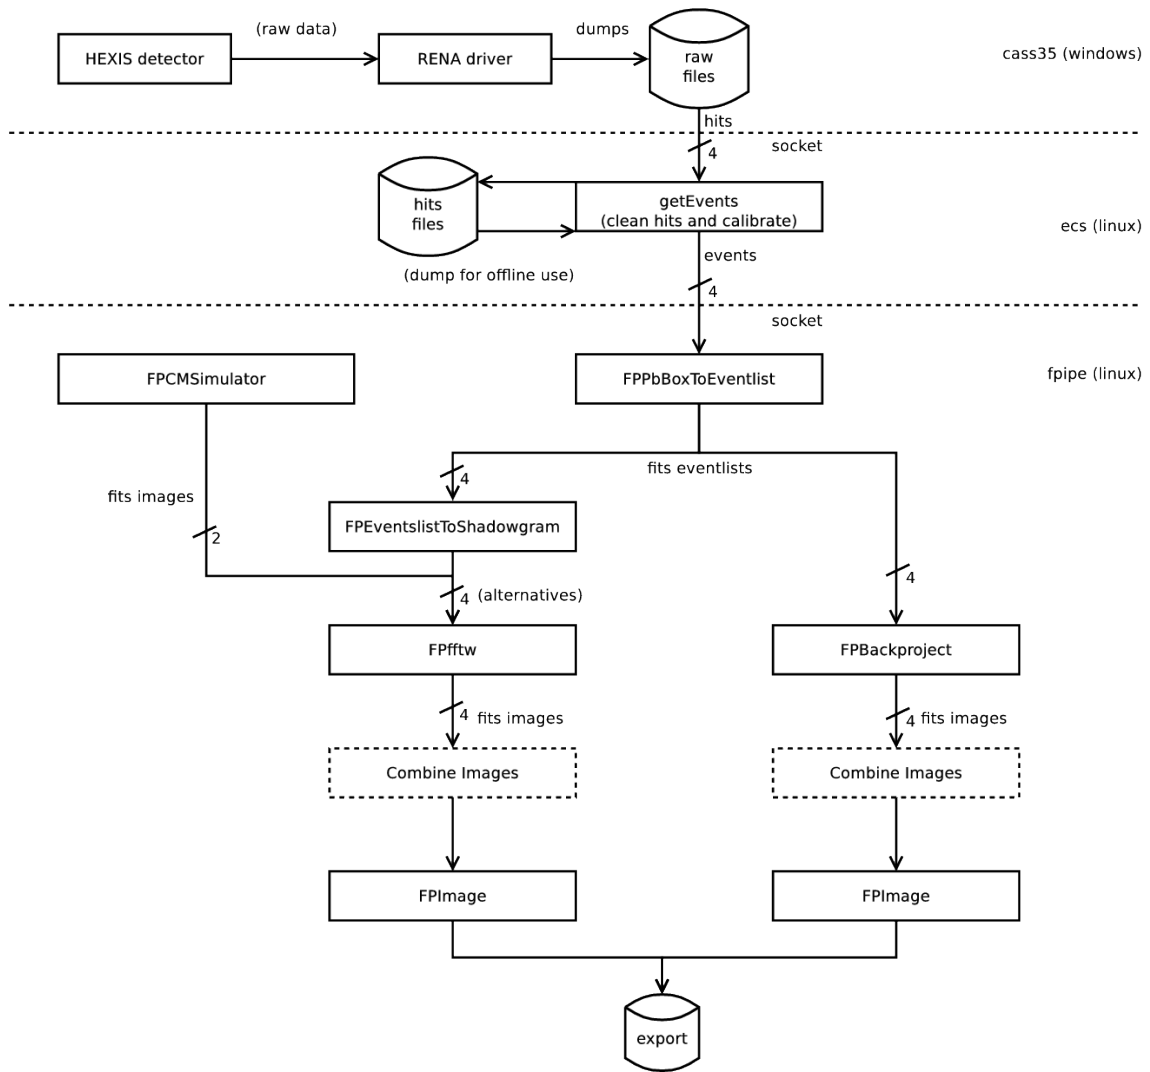 (raw data)
dumps
HEXIS detector
RENA driver
raw
files
cass35 (windows)
hits
4
socket
hits
files
getEvents
(clean hits and calibrate)
ecs (linux)
(dump for offline use)
events
4
socket
FPCMSimulator
FPPbBoxToEventlist
fpipe (linux)
fits eventlists
4
fits images
2
FPEventslistToShadowgram
4
4
(alternatives)
FPfftw
FPBackproject
4
fits images
4
fits images
Combine Images
Combine Images
FPImage
FPImage
export